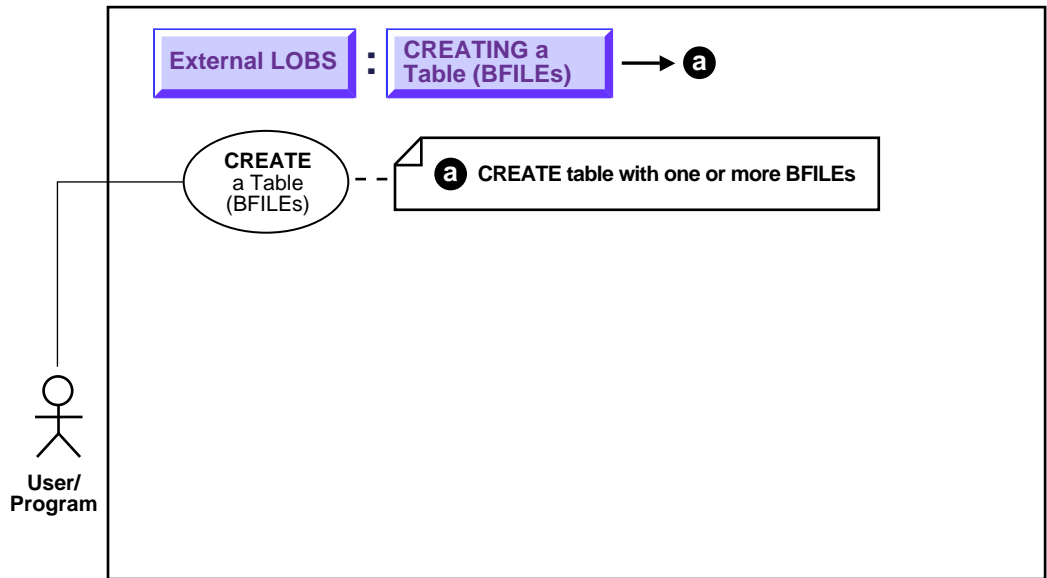 External LOBS : CREATING a
Table (BFILEs) a
CREATE
a Table
(BFILEs)
a CREATE table with one or more BFILEs
User/
Program